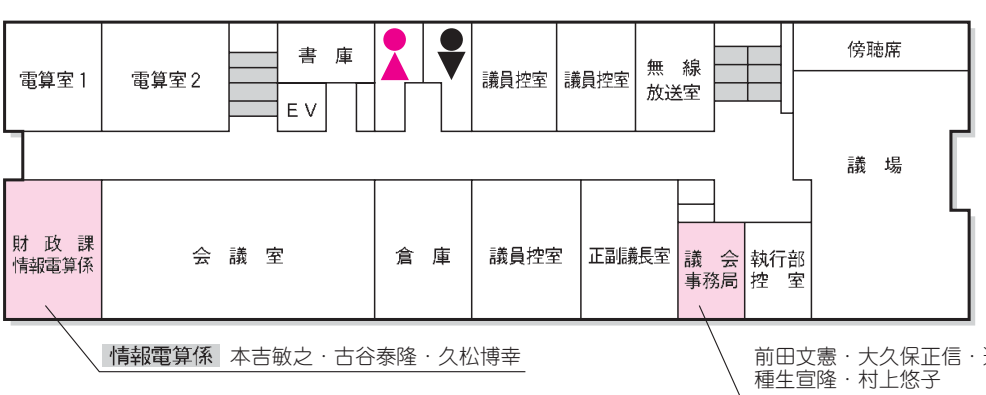 電算室1
電算室2
書 庫
EV
議員控室
議員控室
無 線
放送室
傍聴席
議 場
財 政 課
情報電算係
会 議 室
倉 庫
議員控室
正副議長室
議 会
事務局
執行部
控 室
情報電算係 本吉敏之・古谷泰隆・久松博幸
前田文憲・大久保正信・
種生宣隆・村上悠子